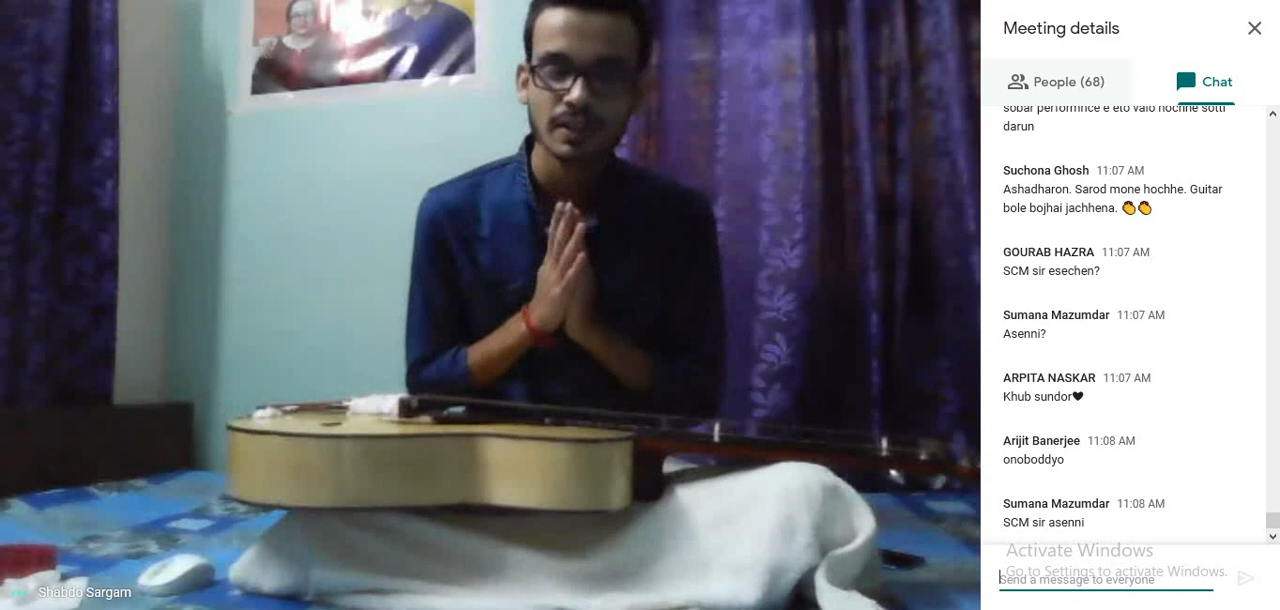 Meeting details
People (68)
Chat
sobar performnce e eto valo hochhe sotti
darun
Suchona Ghosh 11:07 AM
Ashadharon. Sarod mone hochhe. Guitar
bole bojhai jachhena. 👏👏
GOURAB HAZRA 11:07 AM
SCM sir esechen?
Sumana Mazumdar 11:07 AM
Asenni?
ARPITA NASKAR 11:07 AM
Khub sundor🖤
Arijit Banerjee 11:08 AM
onoboddyo
Sumana Mazumdar 11:08 AM
SCM sir asenni
Activate Windows
Go to Settings to activate Windows.
Send a message to everyone
Shabdo Sargam